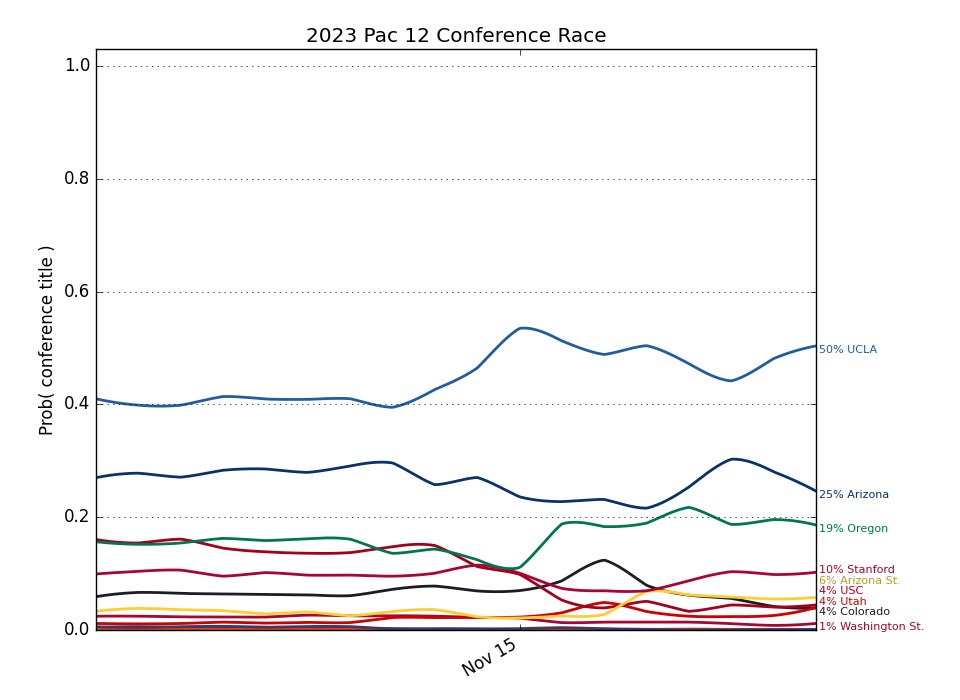 2023 Pac 12 Conference Race
1.0
0.8
0.6
0.4
0.2
0.0
Prob( conference title )
50% UCLA
25% Arizona
19% Oregon
10% Stanford
6% Arizona St.
4% USC
4% Utah
4% Colorado
1% Washington St.
Nov 15